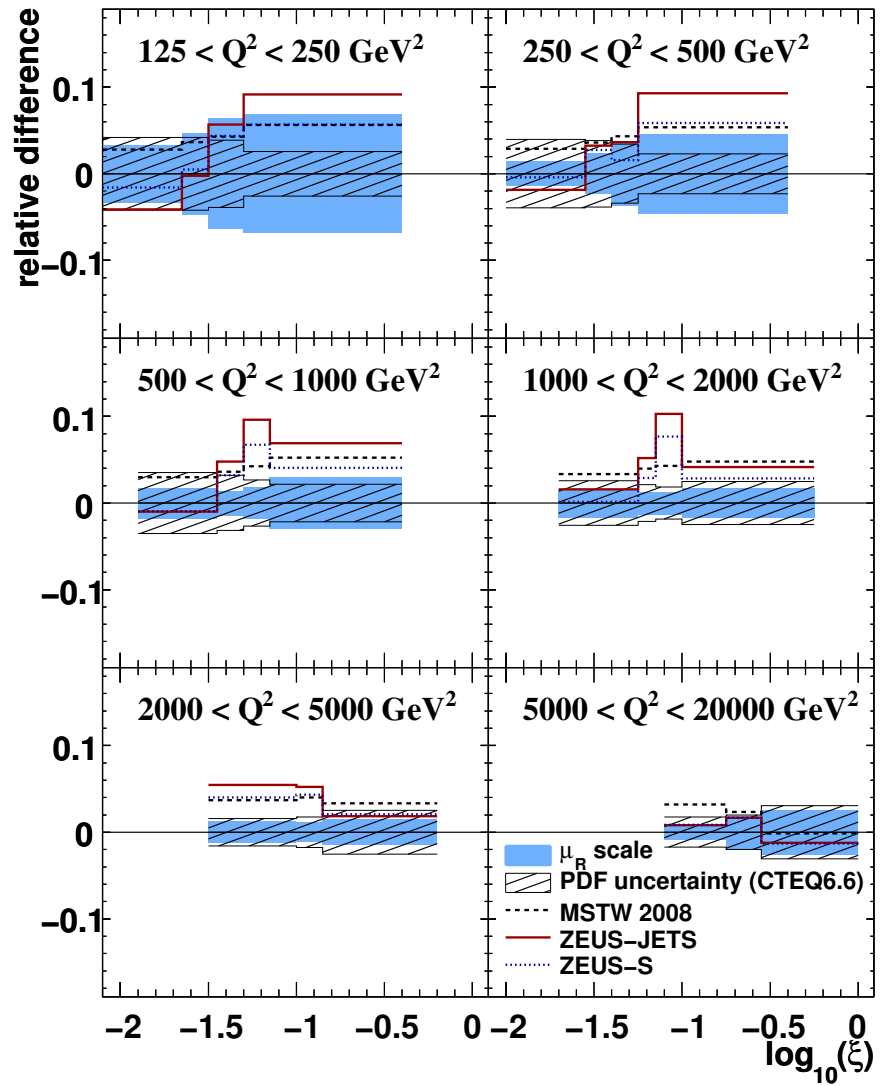 relative difference
125 < Q² < 250 GeV²
250 < Q² < 500 GeV²
0.1
0
−0.1
500 < Q² < 1000 GeV²
1000 < Q² < 2000 GeV²
0.1
0
−0.1
2000 < Q² < 5000 GeV²
5000 < Q² < 20000 GeV²
0.1
0
−0.1
μ_R scale
PDF uncertainty (CTEQ6.6)
MSTW 2008
ZEUS−JETS
ZEUS−S
−2 −1.5 −1 −0.5 0
−2 −1.5 −1 −0.5 0
log₁₀(ξ)